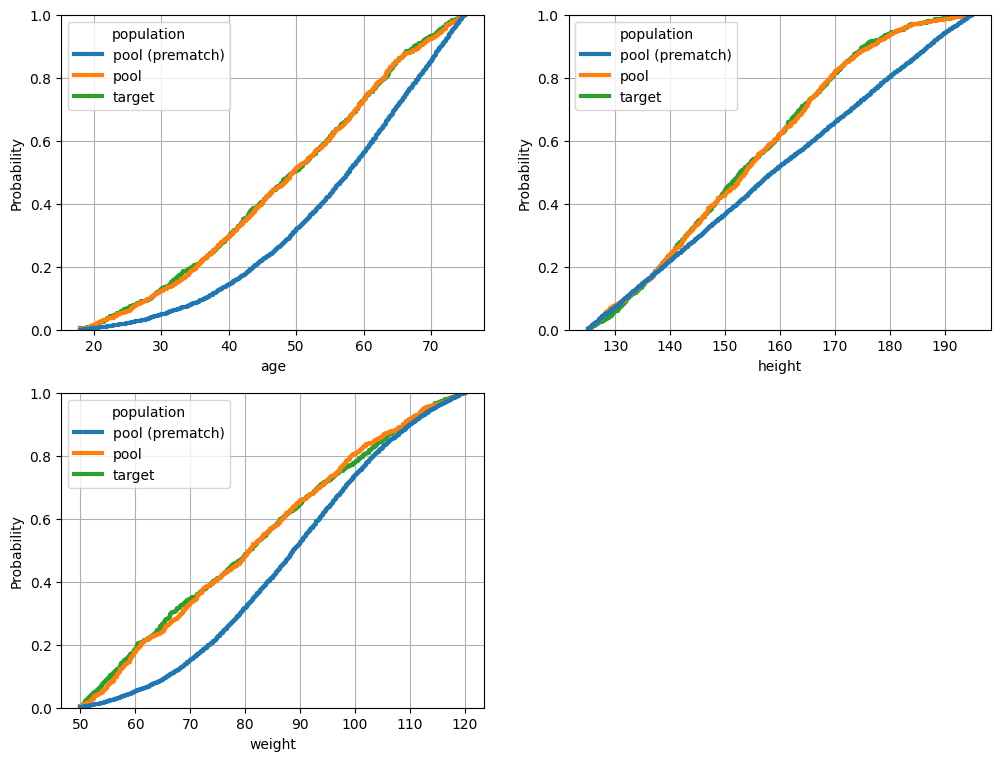 1.0
0.8
0.6
0.4
0.2
0.0
Probability
population
pool (prematch)
pool
target
20 30 40 50 60 70
age
1.0
0.8
0.6
0.4
0.2
0.0
Probability
population
pool (prematch)
pool
target
130 140 150 160 170 180 190
height
1.0
0.8
0.6
0.4
0.2
0.0
Probability
population
pool (prematch)
pool
target
50 60 70 80 90 100 110 120
weight